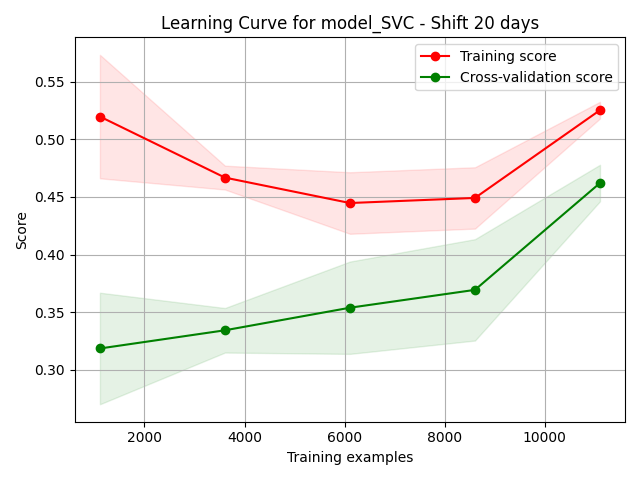 Learning Curve for model_SVC - Shift 20 days
Training score
Cross-validation score
0.55
0.50
0.45
0.40
0.35
0.30
Score
2000
4000
6000
8000
10000
Training examples